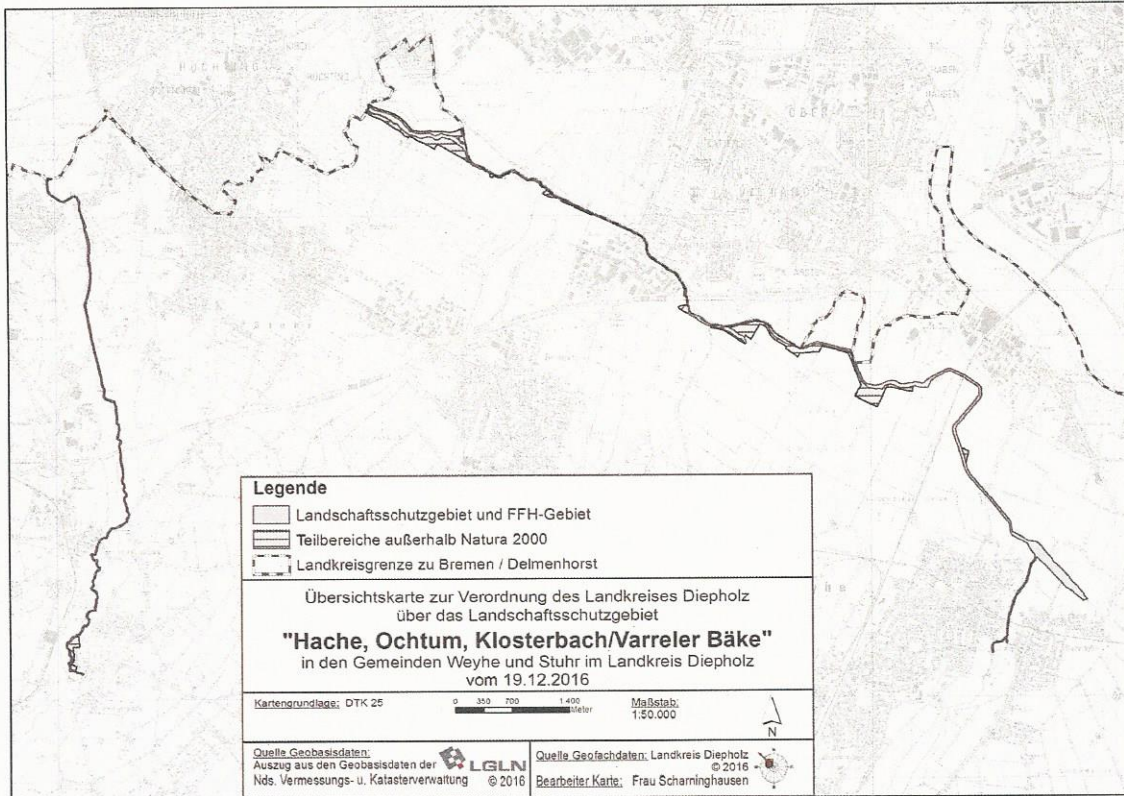 Legende
Landschaftsschutzgebiet und FFH-Gebiet
Teilbereiche außerhalb Natura 2000
Landkreisgrenze zu Bremen / Delmenhorst
Übersichtskarte zur Verordnung des Landkreises Diepholz
über das Landschaftsschutzgebiet
"Hache, Ochtum, Klosterbach/Varreler Bäke"
in den Gemeinden Weyhe und Stuhr im Landkreis Diepholz
vom 19.12.2016
Kartengrundlage: DTK 25
0 350 700 1.400
Meter
Maßstab:
1:50.000
N
Quelle Geobasisdaten:
Auszug aus den Geobasisdaten der
Nds. Vermessungs- u. Katasterverwaltung
LGLN
© 2016
Quelle Geofachdaten: Landkreis Diepholz
© 2016
Bearbeiter Karte: Frau Scharninghausen